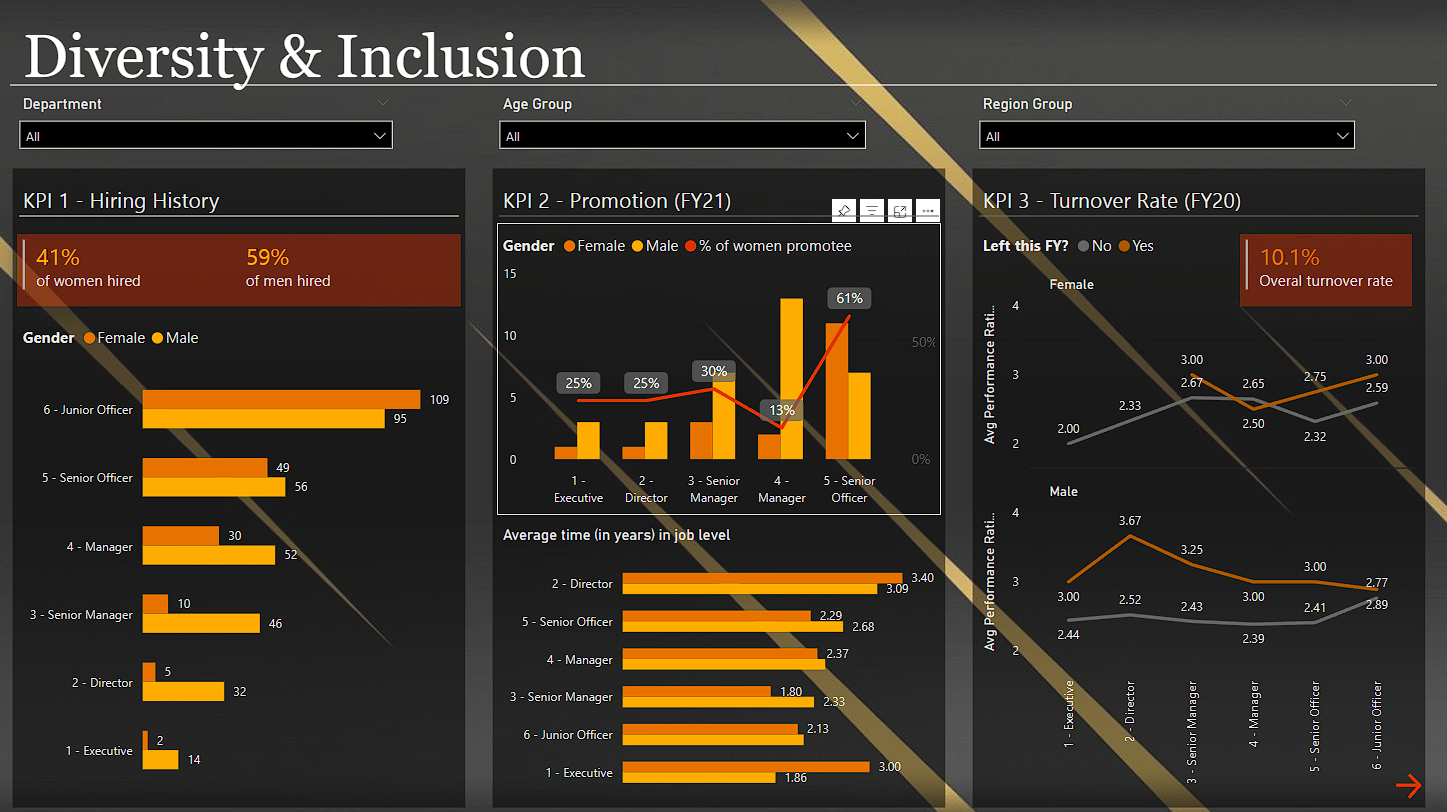 Diversity & Inclusion
Department
All
Age Group
All
Region Group
All
KPI 1 - Hiring History
41%
of women hired
59%
of men hired
Gender Female Male
6 - Junior Officer
109
95
5 - Senior Officer
49
56
4 - Manager
30
52
3 - Senior Manager
10
46
2 - Director
5
32
1 - Executive
2
14
KPI 2 - Promotion (FY21)
Gender Female Male % of women promotee
15
10
5
0
50%
0%
25%
25%
30%
13%
61%
1 -
Executive
2 -
Director
3 - Senior
Manager
4 -
Manager
5 - Senior
Officer
Average time (in years) in job level
2 - Director
3.40
3.09
5 - Senior Officer
2.29
2.68
4 - Manager
2.37
3 - Senior Manager
1.80
2.33
6 - Junior Officer
2.13
1 - Executive
3.00
1.86
KPI 3 - Turnover Rate (FY20)
Left this FY? No Yes
10.1%
Overal turnover rate
Female
Avg Performance Rati...
4
3
2
2.00
2.33
3.00
2.67
2.65
2.50
2.75
2.32
3.00
2.59
Male
Avg Performance Rati...
4
3
2
3.00
2.44
3.67
2.52
3.25
2.43
3.00
2.39
3.00
2.41
2.77
2.89
1 - Executive
2 - Director
3 - Senior Manager
4 - Manager
5 - Senior Officer
6 - Junior Officer